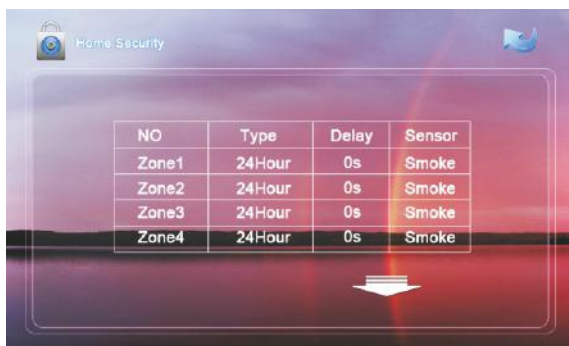 Home Security
NO Type Delay Sensor
Zone1 24Hour 0s Smoke
Zone2 24Hour 0s Smoke
Zone3 24Hour 0s Smoke
Zone4 24Hour 0s Smoke